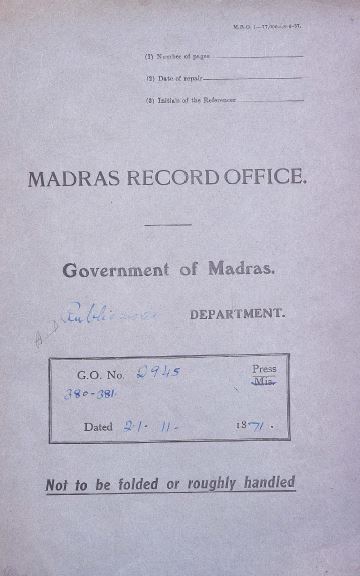 (1) Number of pages
(2) Date of repair
(3) Initials of the Referencer
MADRAS RECORD OFFICE.
Government of Madras.
Public DEPARTMENT.
G.O. No. 2945 Press
380-381. Mis.
Dated 21. 11. 1871.
Not to be folded or roughly handled